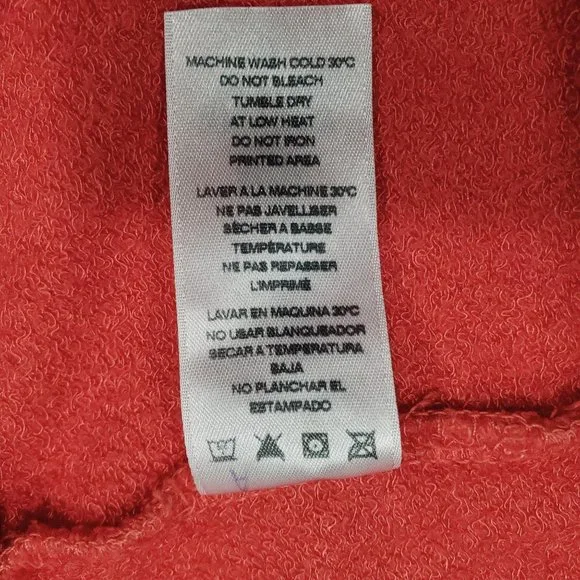 MACHINE WASH COLD 30°C
DO NOT BLEACH
TUMBLE DRY
AT LOW HEAT
DO NOT IRON
PRINTED AREA
LAVER A LA MACHINE 30°C
NE PAS JAVELLISER
SÉCHER A BASSE
TEMPÉRATURE
NE PAS REPASSER
L'IMPRIMÉ
LAVAR EN MAQUINA 30°C
NO USAR BLANQUEADOR
SECAR A TEMPERATURA
BAJA
NO PLANCHAR EL
ESTAMPADO